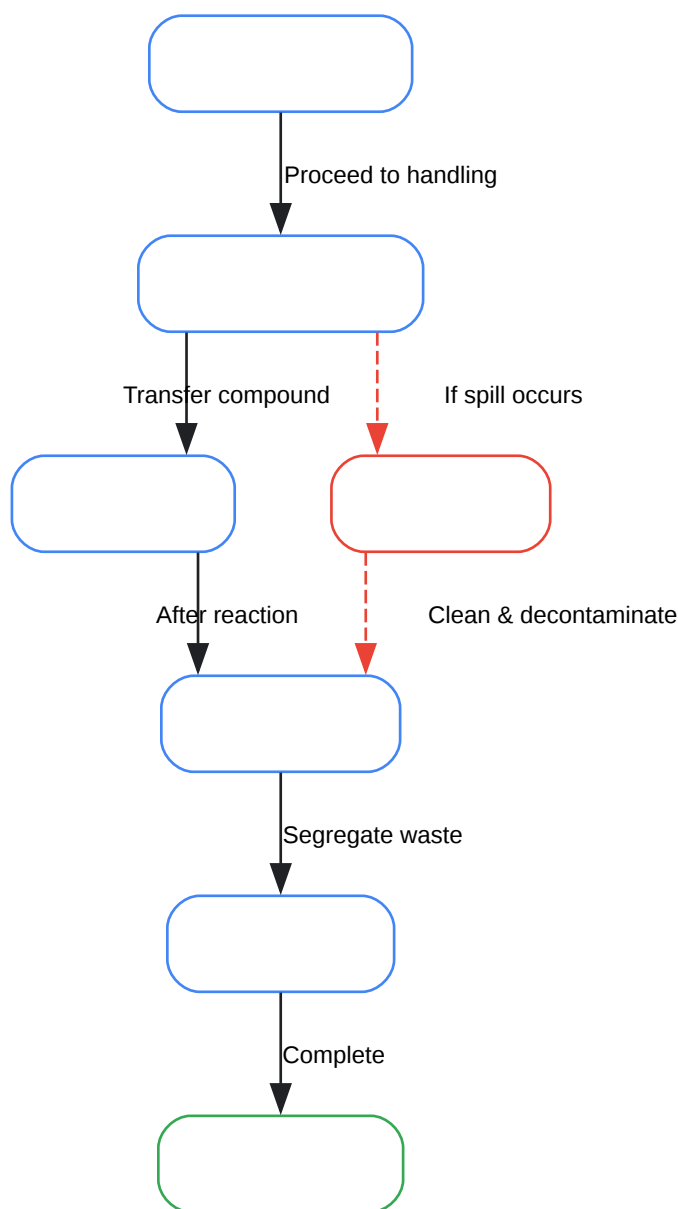 Proceed to handling
Transfer compound
If spill occurs
After reaction
Clean & decontaminate
Segregate waste
Complete